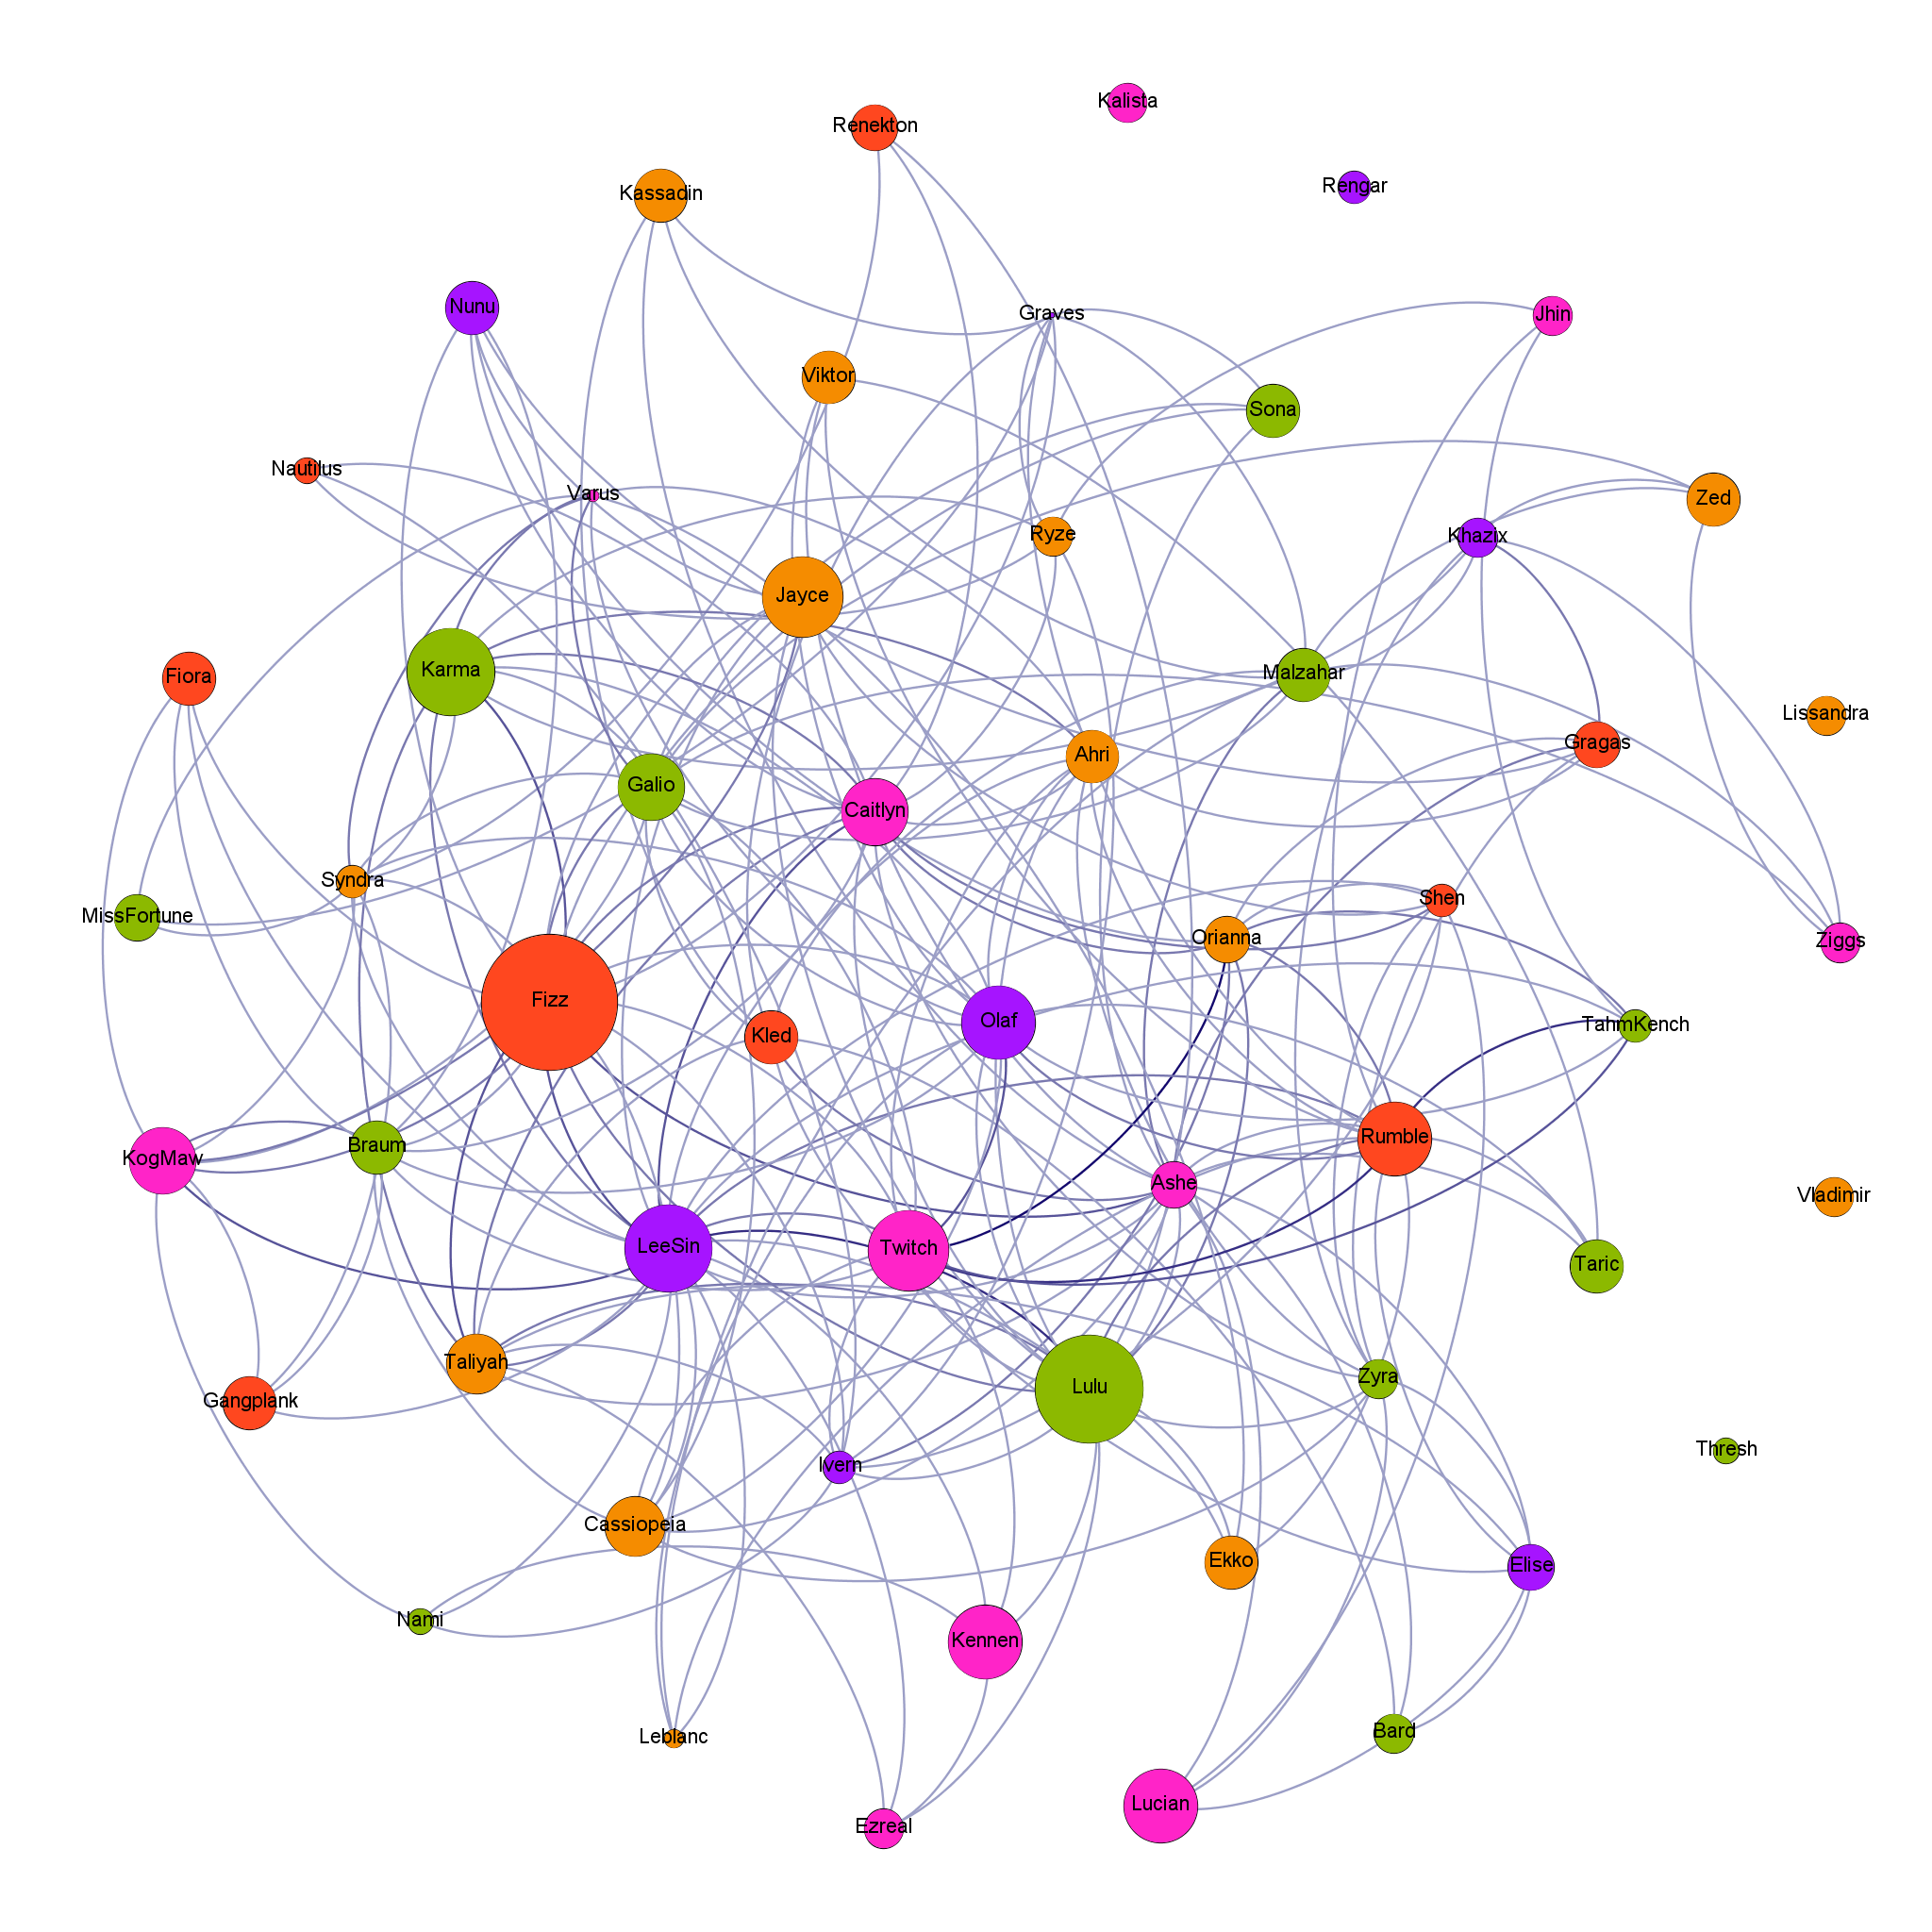 Kalista
Renekton
Rengar
Kassadin
Nunu
Graves
Jhin
Viktor
Sona
Nautilus
Varus
Zed
Ryze
Khazix
Jayce
Karma
Fiora
Malzahar
Lissandra
Gragas
Ahri
Galio
Caitlyn
Syndra
Shen
MissFortune
Orianna
Ziggs
Fizz
Olaf
TahmKench
Kled
Rumble
Braum
KogMaw
Ashe
Vladimir
LeeSin
Twitch
Taric
Taliyah
Zyra
Lulu
Gangplank
Thresh
Ivern
Cassiopeia
Ekko
Elise
Nami
Kennen
Bard
Leblanc
Lucian
Ezreal